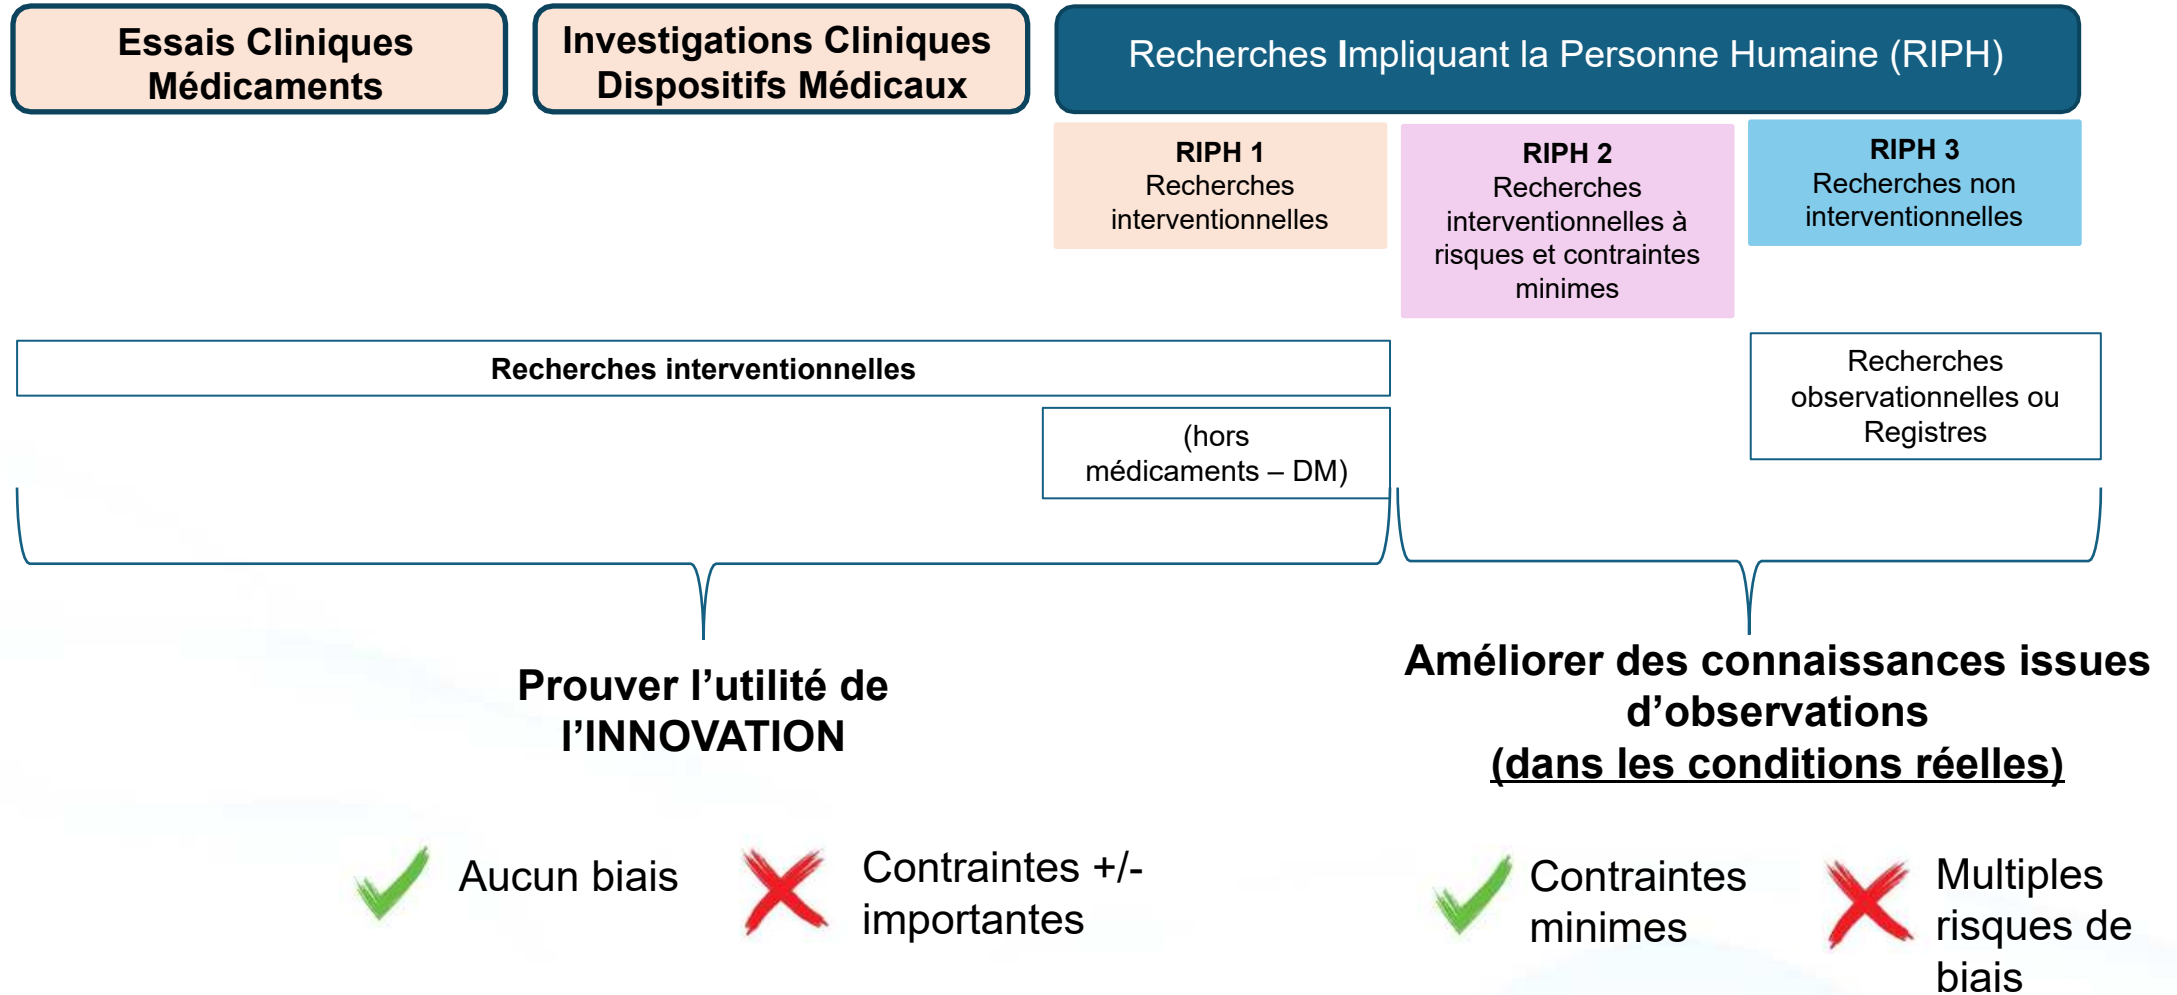 Essais Cliniques
Médicaments
Investigations Cliniques
Dispositifs Médicaux
Recherches Impliquant la Personne Humaine (RIPH)
RIPH 1
Recherches
interventionnelles
RIPH 2
Recherches
interventionnelles à
risques et contraintes
minimes
RIPH 3
Recherches non
interventionnelles
Recherches interventionnelles
(hors
médicaments – DM)
Recherches
observationnelles ou
Registres
Prouver l’utilité de
l’INNOVATION
Améliorer des connaissances issues
d’observations
(dans les conditions réelles)
Aucun biais
Contraintes +/-
importantes
Contraintes
minimes
Multiples
risques de
biais